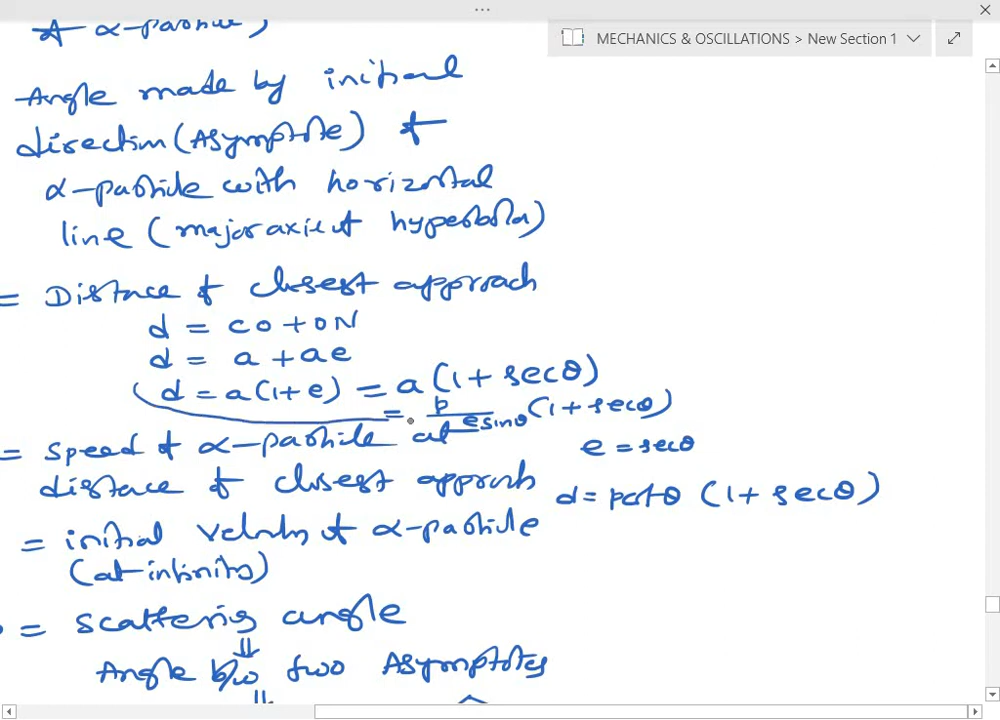 MECHANICS & OSCILLATIONS > New Section 1
α-particle)
Angle made by initial
direction (Asymptote) of
α-particle with horizontal
line (major axis of hyperbola)
= Distance of closest approach
d = co + ON
d = a + ae
d = a(1+e) = a(1+secθ)
= p/e sinθ (1+secθ)
= speed of α-particle at
e = secθ
distace of closest approch
d = p cotθ (1+secθ)
= initial velocity of α-particle
(at infinity)
= scattering angle
⇓
Angle b/w two Asymptotes
⇓